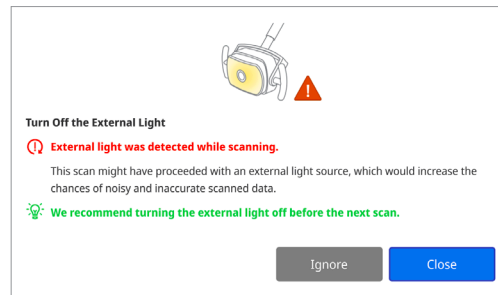 Turn Off the External Light
External light was detected while scanning.
This scan might have proceeded with an external light source, which would increase the
chances of noisy and inaccurate scanned data.
We recommend turning the external light off before the next scan.
Ignore
Close